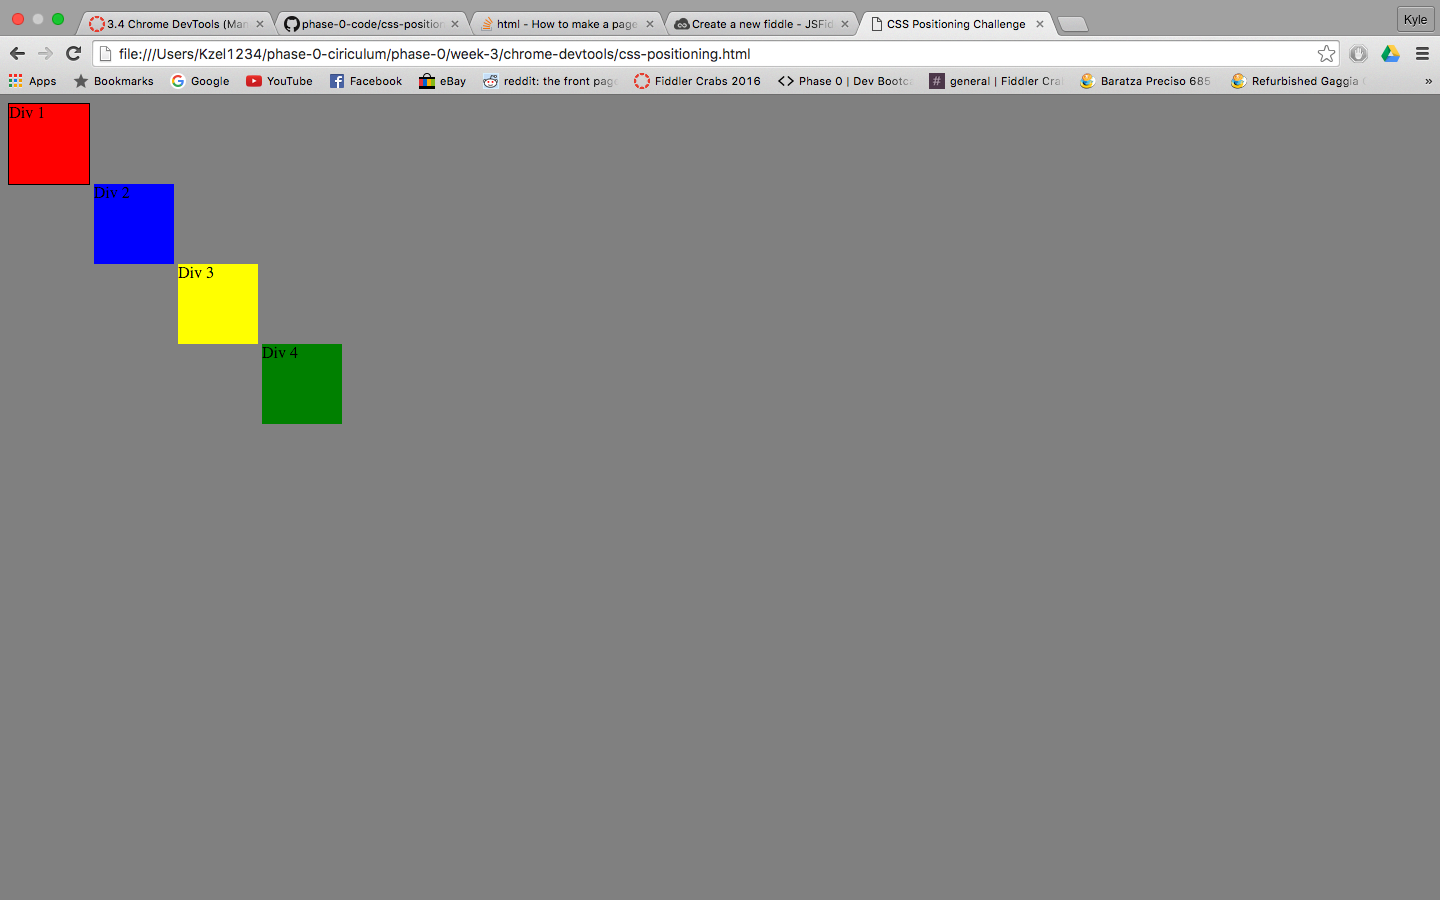 3.4 Chrome DevTools (Man
phase-0-code/css-position
html - How to make a page
Create a new fiddle - JSFid
CSS Positioning Challenge
Kyle
file:///Users/Kzel1234/phase-0-ciriculum/phase-0/week-3/chrome-devtools/css-positioning.html
Apps
Bookmarks
Google
YouTube
Facebook
eBay
reddit: the front page
Fiddler Crabs 2016
<> Phase 0 | Dev Bootca
# general | Fiddler Crab
Baratza Preciso 685
Refurbished Gaggia
»
Div 1
Div 2
Div 3
Div 4